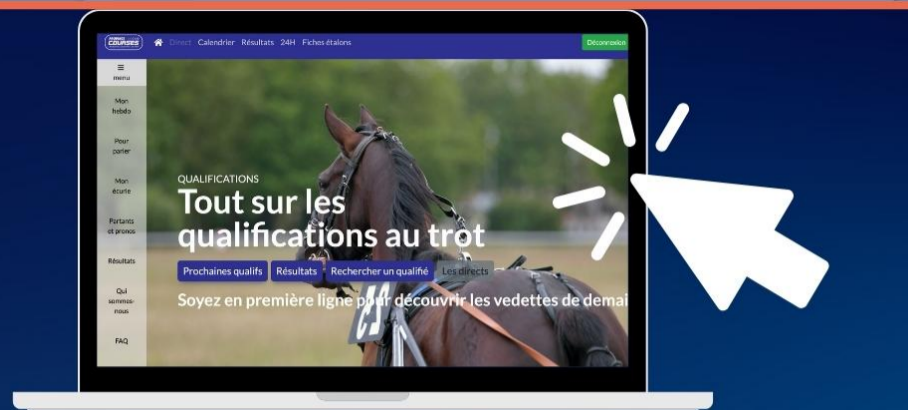 COURSES
Direct Calendrier Résultats 24H Fiches étalons
Déconnexion
menu
Mon
hebdo
Pour
parier
Mon
écurie
Partants
et pronos
Résultats
Qui
sommes-
nous
FAQ
QUALIFICATIONS
Tout sur les
qualifications au trot
Prochaines qualifs Résultats Rechercher un qualifié Les directs
Soyez en première ligne pour découvrir les vedettes de demai